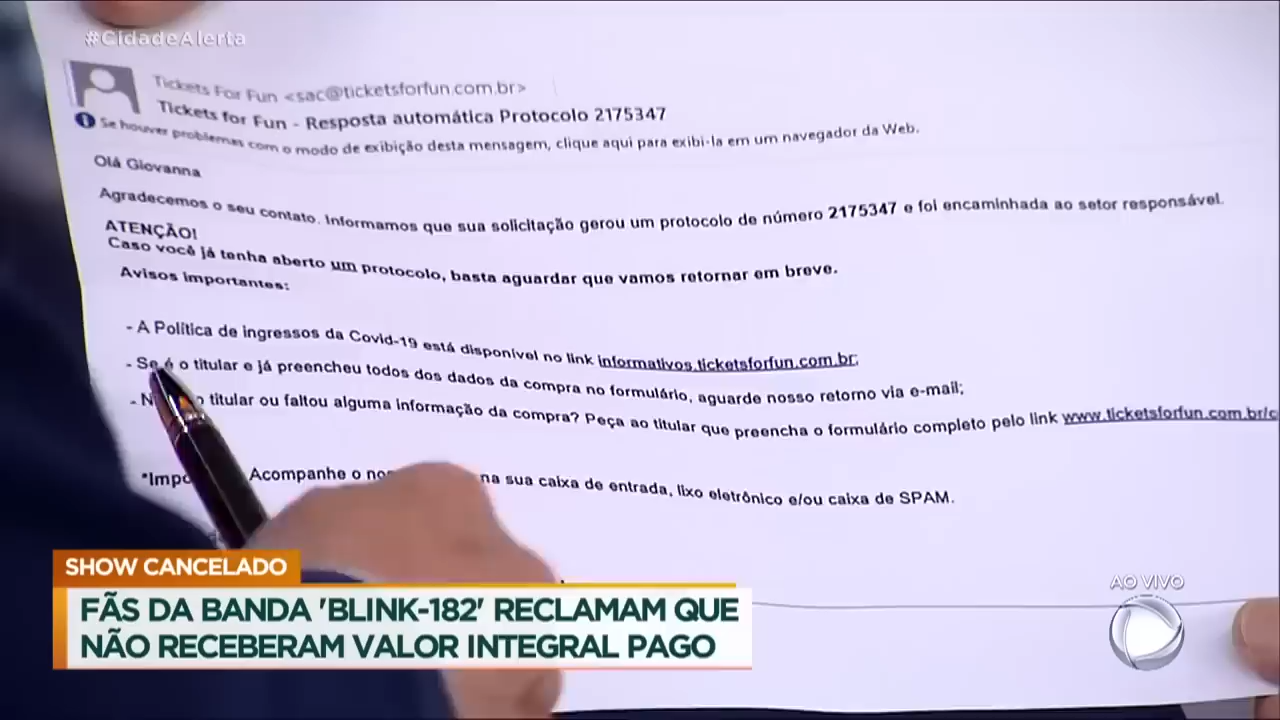 #CidadeAlerta
Tickets For Fun <sac@ticketsforfun.com.br>
Tickets for Fun - Resposta automática Protocolo 2175347
Se houver problemas com o modo de exibição desta mensagem, clique aqui para exibi-la em um navegador da Web.
Olá Giovanna
Agradecemos o seu contato. Informamos que sua solicitação gerou um protocolo de número 2175347 e foi encaminhada ao setor responsável.
ATENÇÃO!
Caso você já tenha aberto um protocolo, basta aguardar que vamos retornar em breve.
Avisos Importantes:
- A Política de ingressos da Covid-19 está disponível no link informativos.ticketsforfun.com.br;
- Se é o titular e já preencheu todos dos dados da compra no formulário, aguarde nosso retorno via e-mail;
- titular ou faltou alguma informação da compra? Peça ao titular que preencha o formulário completo pelo link www.ticketsforfun.com.br/c
*Impo Acompanhe o no na sua caixa de entrada, lixo eletrônico e/ou caixa de SPAM.
SHOW CANCELADO
FÃS DA BANDA 'BLINK-182' RECLAMAM QUE
NÃO RECEBERAM VALOR INTEGRAL PAGO
AO VIVO